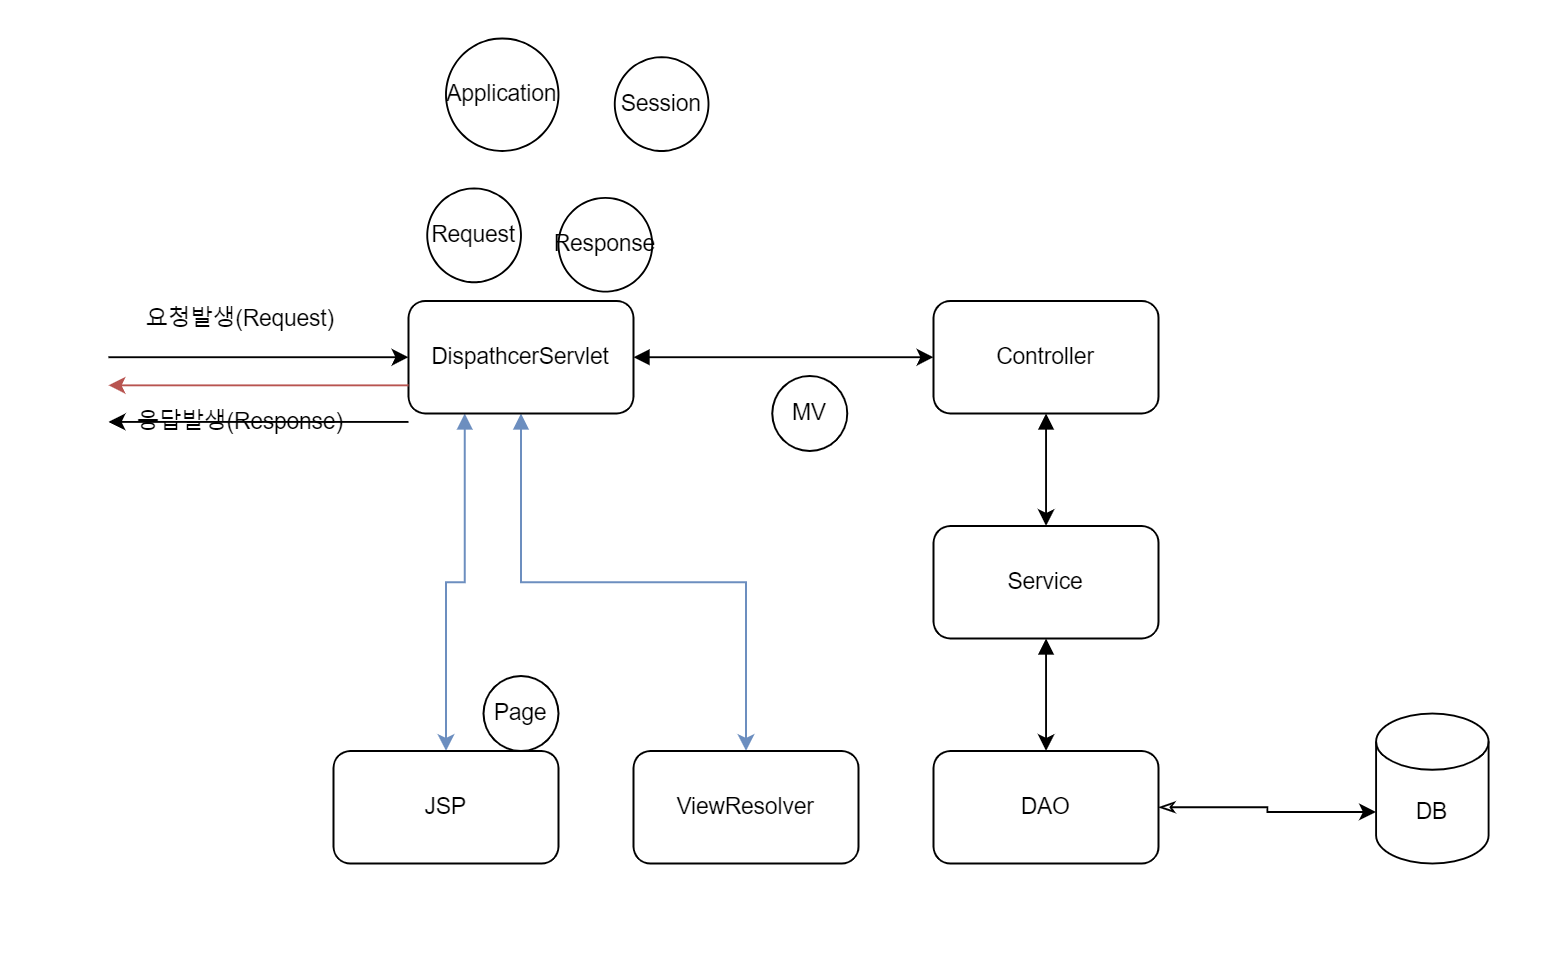 Application
Session
Request
Response
요청발생(Request)
DispathcerServlet
Controller
응답발생(Response)
MV
Service
Page
JSP
ViewResolver
DAO
DB